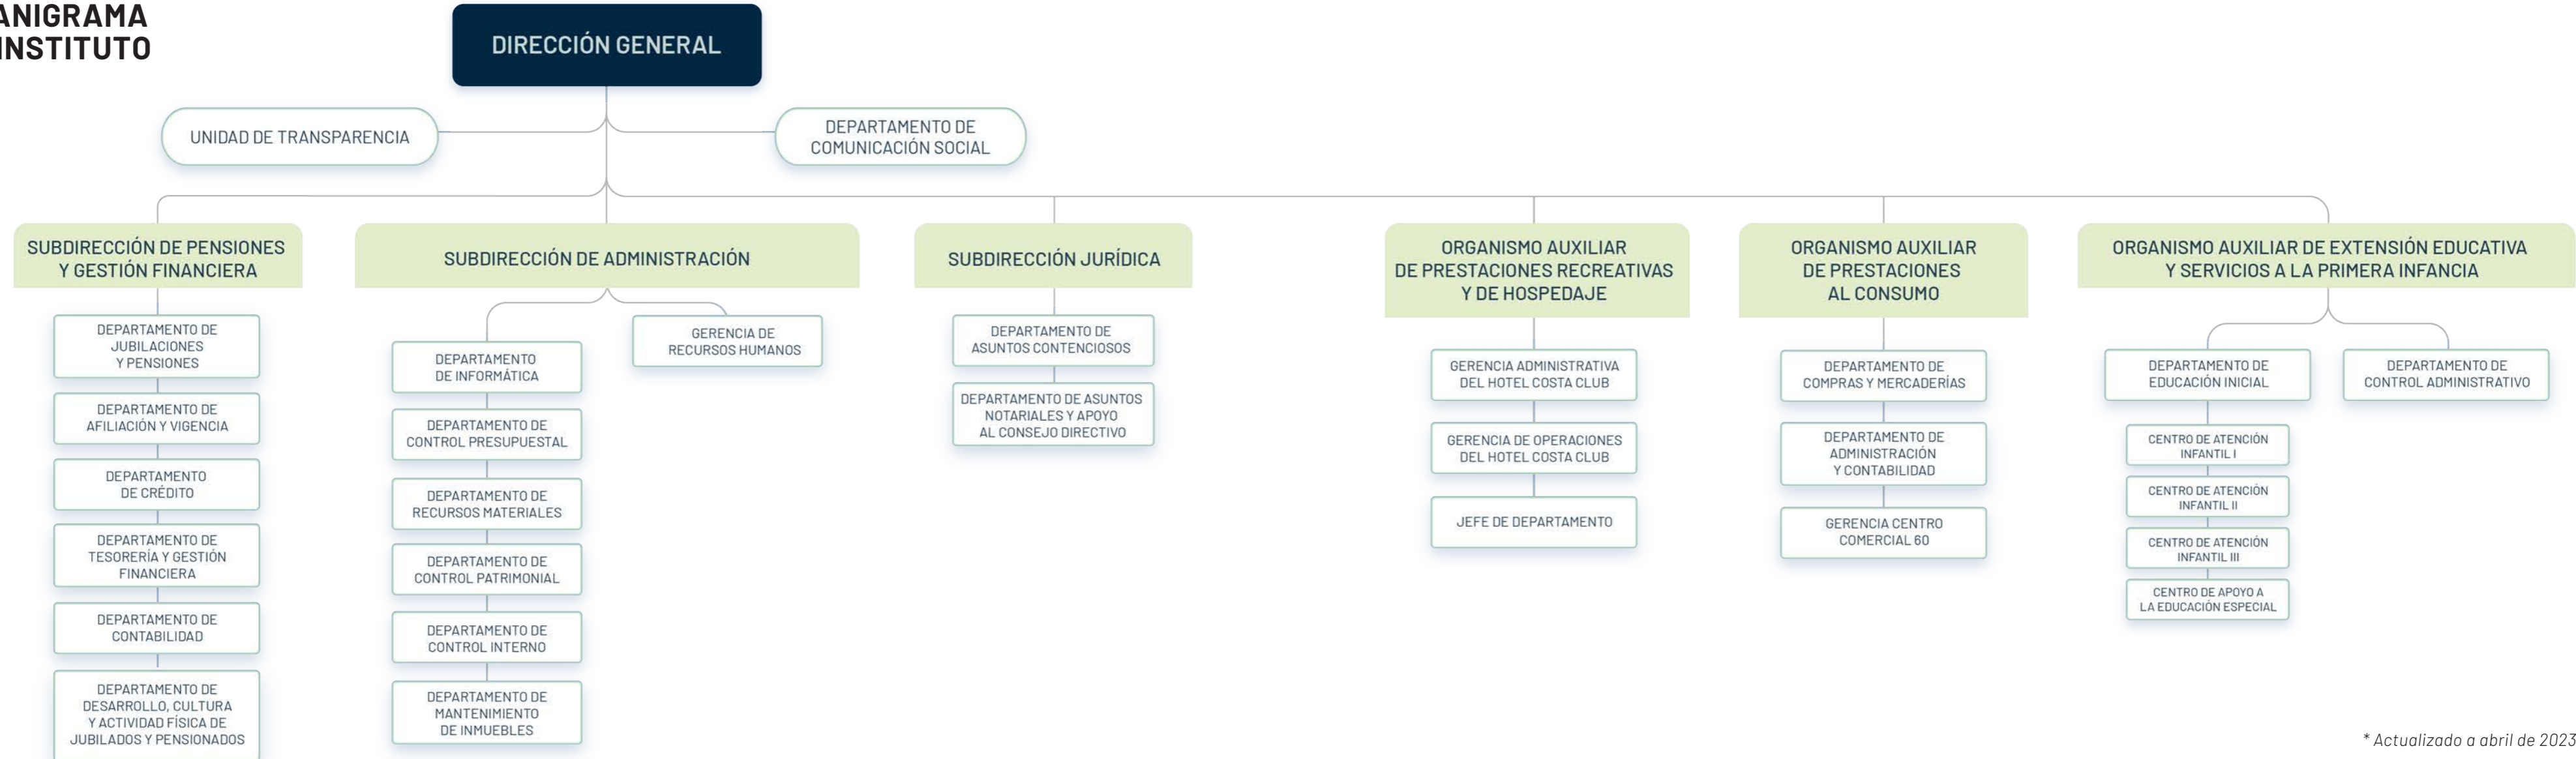 ANIGRAMA
INSTITUTO
DIRECCIÓN GENERAL
UNIDAD DE TRANSPARENCIA
DEPARTAMENTO DE
COMUNICACIÓN SOCIAL
SUBDIRECCIÓN DE PENSIONES
Y GESTIÓN FINANCIERA
DEPARTAMENTO DE
JUBILACIONES
Y PENSIONES
DEPARTAMENTO DE
AFILIACIÓN Y VIGENCIA
DEPARTAMENTO
DE CRÉDITO
DEPARTAMENTO DE
TESORERÍA Y GESTIÓN
FINANCIERA
DEPARTAMENTO DE
CONTABILIDAD
DEPARTAMENTO DE
DESARROLLO, CULTURA
Y ACTIVIDAD FÍSICA DE
JUBILADOS Y PENSIONADOS
SUBDIRECCIÓN DE ADMINISTRACIÓN
DEPARTAMENTO
DE INFORMÁTICA
DEPARTAMENTO DE
CONTROL PRESUPUESTAL
DEPARTAMENTO DE
RECURSOS MATERIALES
DEPARTAMENTO DE
CONTROL PATRIMONIAL
DEPARTAMENTO DE
CONTROL INTERNO
DEPARTAMENTO DE
MANTENIMIENTO
DE INMUEBLES
GERENCIA DE
RECURSOS HUMANOS
SUBDIRECCIÓN JURÍDICA
DEPARTAMENTO DE
ASUNTOS CONTENCIOSOS
DEPARTAMENTO DE ASUNTOS
NOTARIALES Y APOYO
AL CONSEJO DIRECTIVO
ORGANISMO AUXILIAR
DE PRESTACIONES RECREATIVAS
Y DE HOSPEDAJE
GERENCIA ADMINISTRATIVA
DEL HOTEL COSTA CLUB
GERENCIA DE OPERACIONES
DEL HOTEL COSTA CLUB
JEFE DE DEPARTAMENTO
ORGANISMO AUXILIAR
DE PRESTACIONES
AL CONSUMO
DEPARTAMENTO DE
COMPRAS Y MERCADERÍAS
DEPARTAMENTO DE
ADMINISTRACIÓN
Y CONTABILIDAD
GERENCIA CENTRO
COMERCIAL 60
ORGANISMO AUXILIAR DE EXTENSIÓN EDUCATIVA
Y SERVICIOS A LA PRIMERA INFANCIA
DEPARTAMENTO DE
EDUCACIÓN INICIAL
CENTRO DE ATENCIÓN
INFANTIL I
CENTRO DE ATENCIÓN
INFANTIL II
CENTRO DE ATENCIÓN
INFANTIL III
CENTRO DE APOYO A
LA EDUCACIÓN ESPECIAL
DEPARTAMENTO DE
CONTROL ADMINISTRATIVO
* Actualizado a abril de 2023